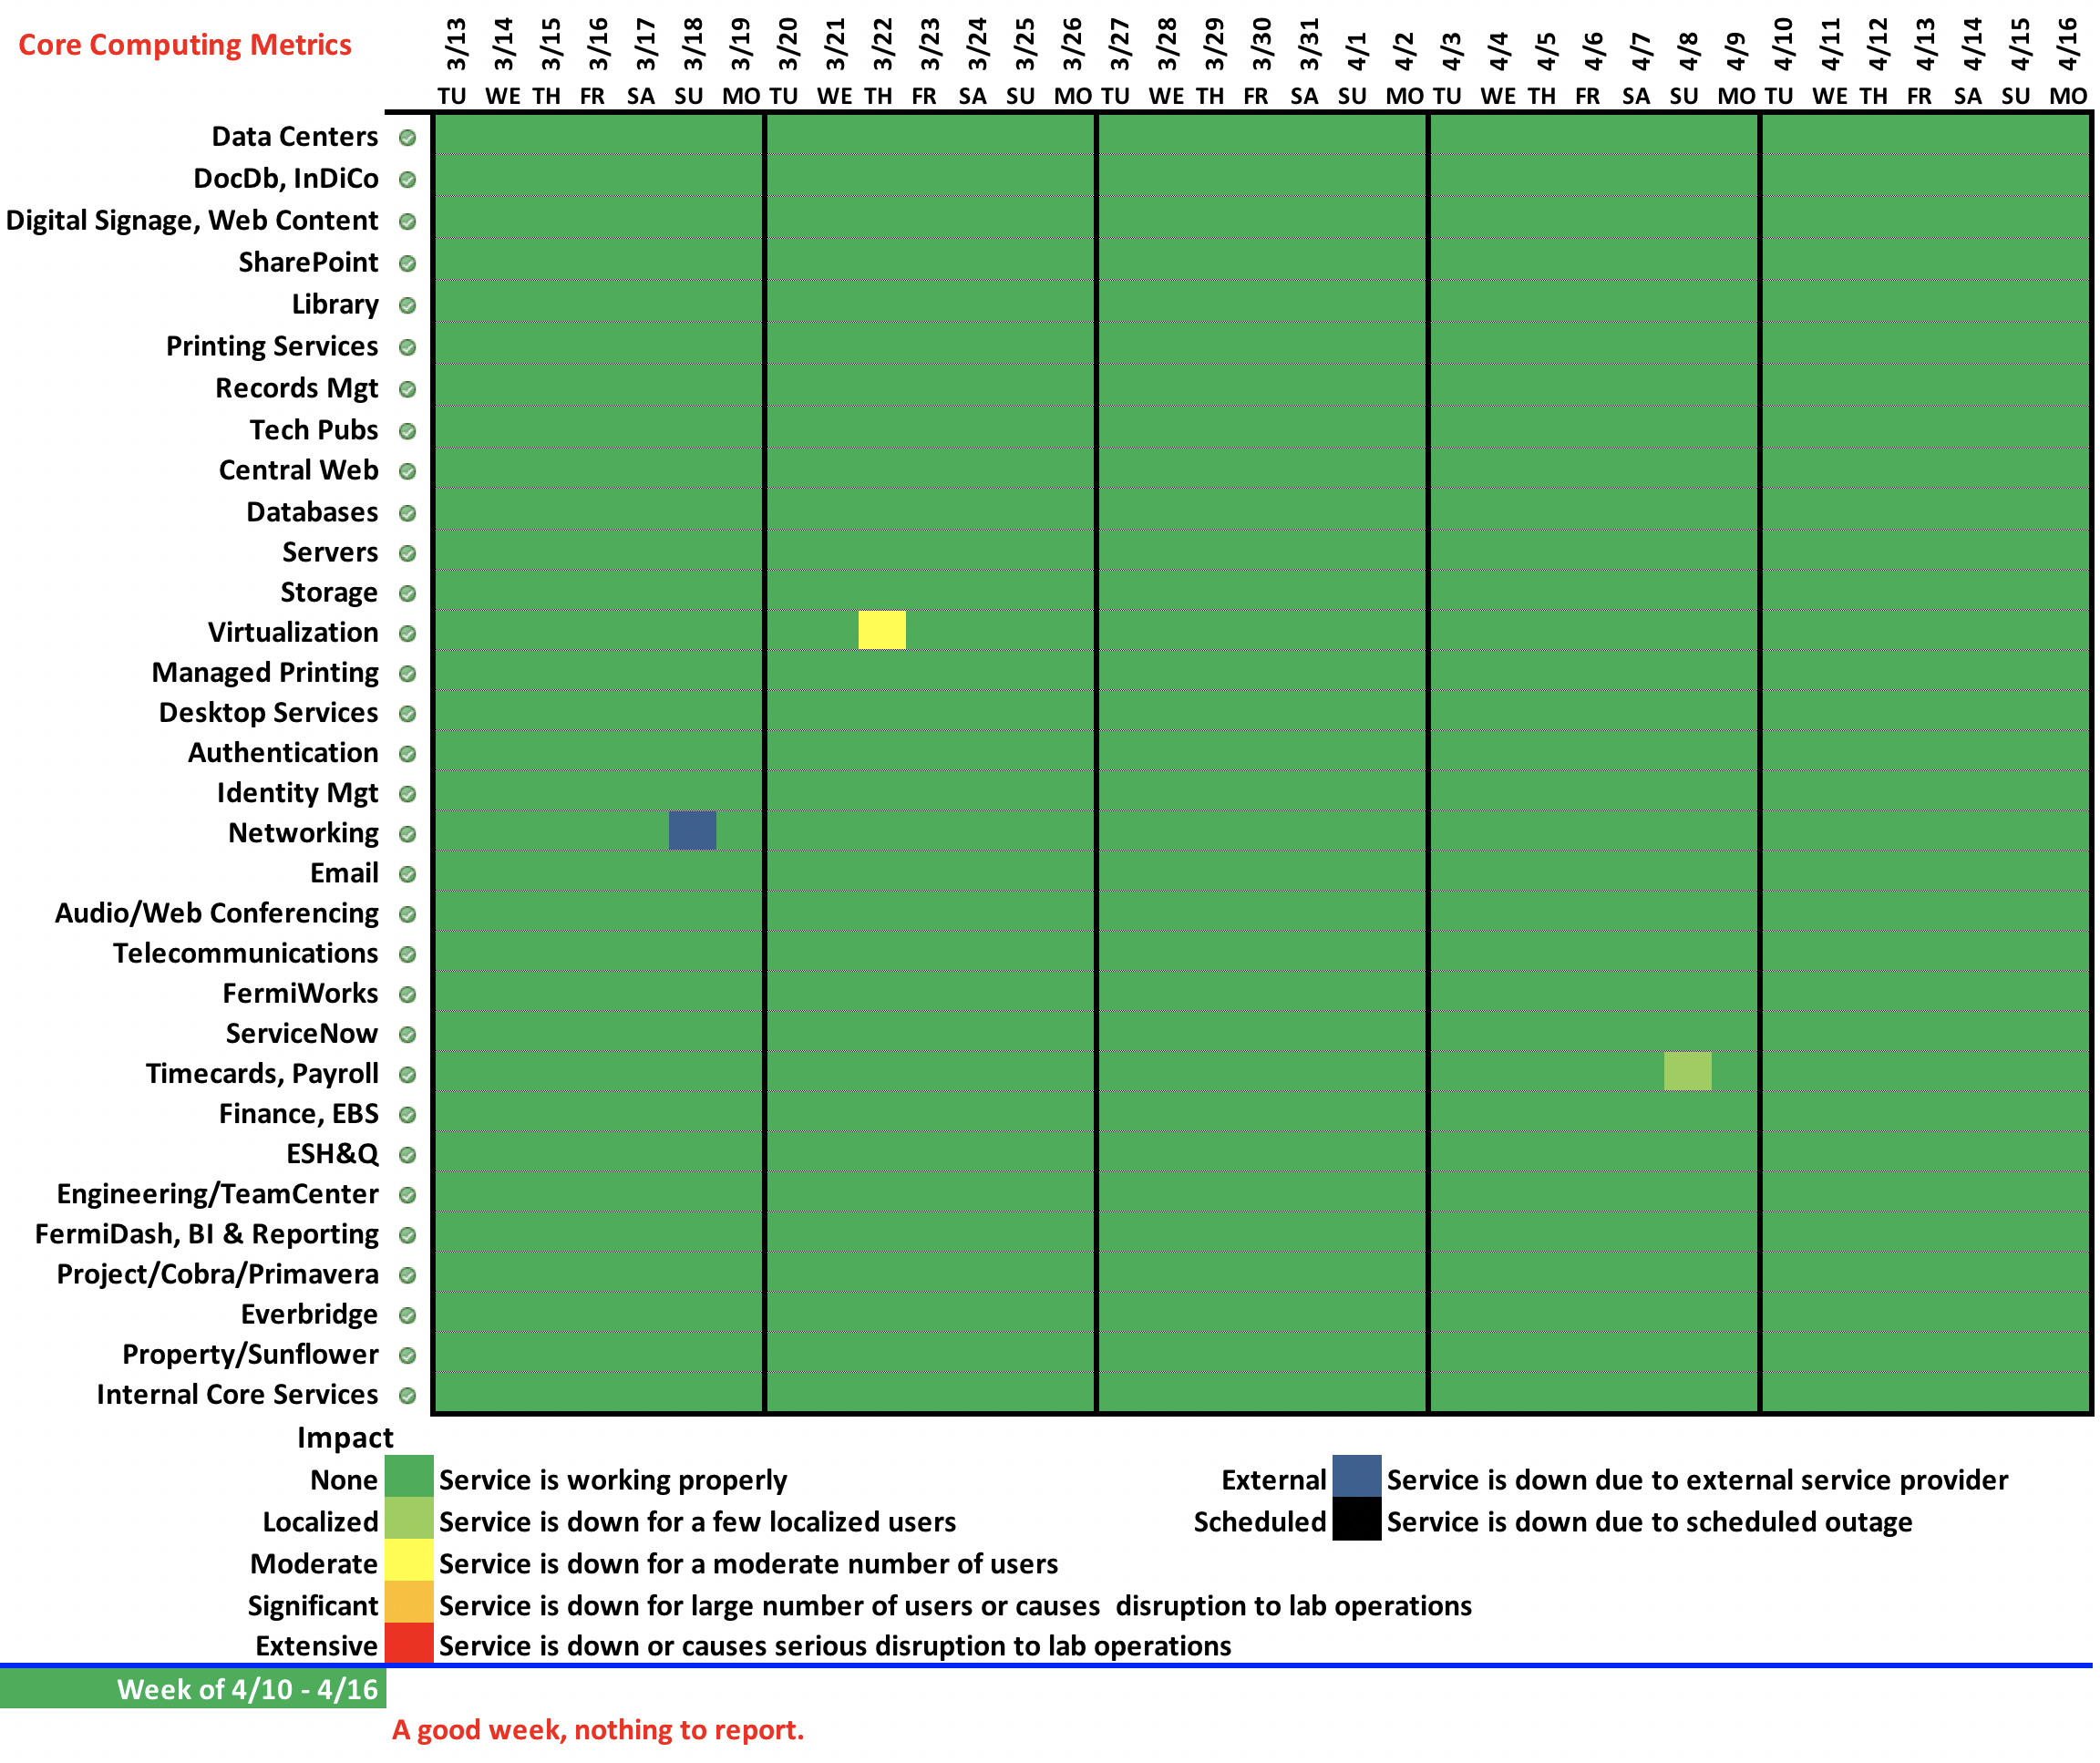 Core Computing Metrics
3/13 3/14 3/15 3/16 3/17 3/18 3/19 3/20 3/21 3/22 3/23 3/24 3/25 3/26 3/27 3/28 3/29 3/30 3/31 4/1 4/2 4/3 4/4 4/5 4/6 4/7 4/8 4/9 4/10 4/11 4/12 4/13 4/14 4/15 4/16
TU WE TH FR SA SU MO TU WE TH FR SA SU MO TU WE TH FR SA SU MO TU WE TH FR SA SU MO TU WE TH FR SA SU MO
Data Centers
DocDb, InDiCo
Digital Signage, Web Content
SharePoint
Library
Printing Services
Records Mgt
Tech Pubs
Central Web
Databases
Servers
Storage
Virtualization
Managed Printing
Desktop Services
Authentication
Identity Mgt
Networking
Email
Audio/Web Conferencing
Telecommunications
FermiWorks
ServiceNow
Timecards, Payroll
Finance, EBS
ESH&Q
Engineering/TeamCenter
FermiDash, BI & Reporting
Project/Cobra/Primavera
Everbridge
Property/Sunflower
Internal Core Services
Impact
None Service is working properly
External Service is down due to external service provider
Localized Service is down for a few localized users
Scheduled Service is down due to scheduled outage
Moderate Service is down for a moderate number of users
Significant Service is down for large number of users or causes disruption to lab operations
Extensive Service is down or causes serious disruption to lab operations
Week of 4/10 - 4/16
A good week, nothing to report.